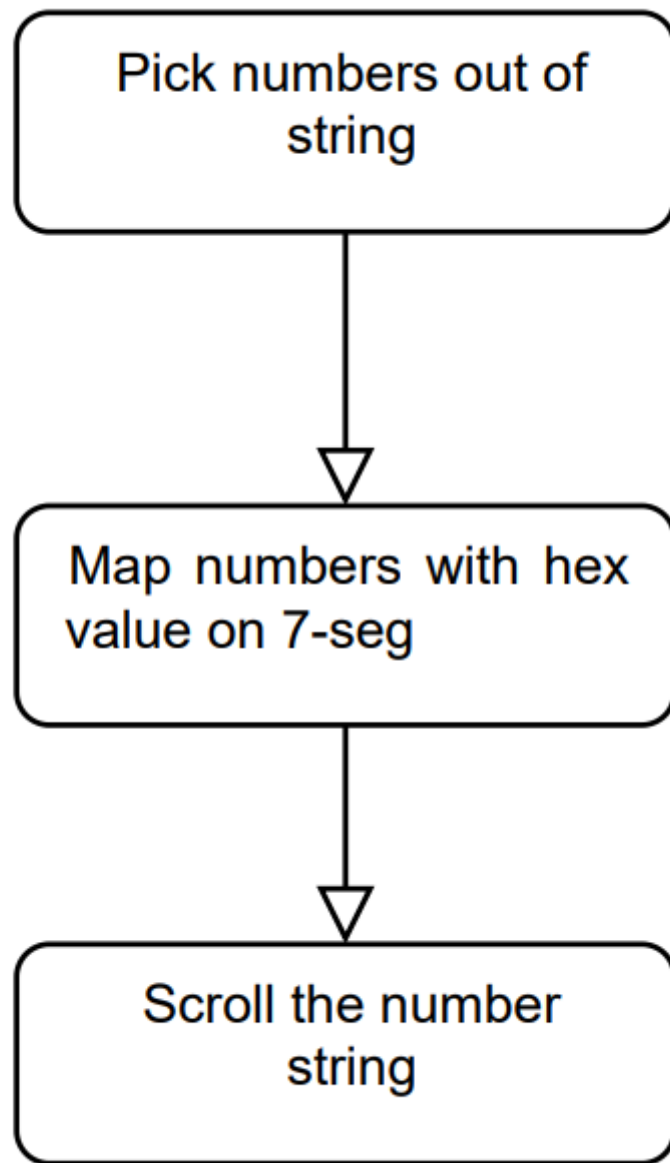 Pick numbers out of
string
Map numbers with hex
value on 7-seg
Scroll the number
string